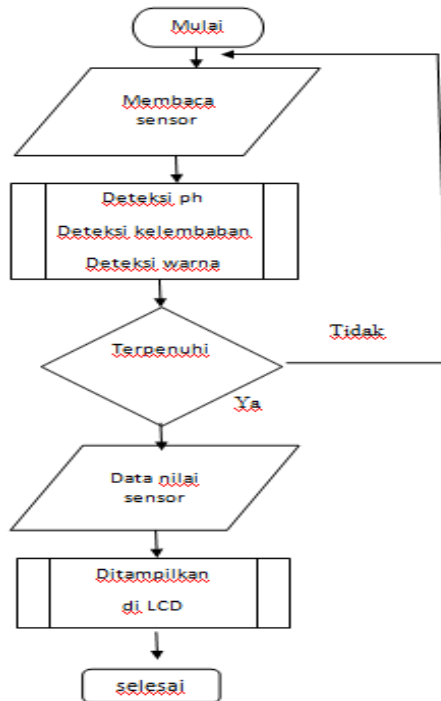 Mulai
Membaca
sensor
Deteksi ph
Deteksi kelembaban
Deteksi warna
Terpenuhi
Tidak
Ya
Data nilai
sensor
Ditampilkan
di LCD
selesai